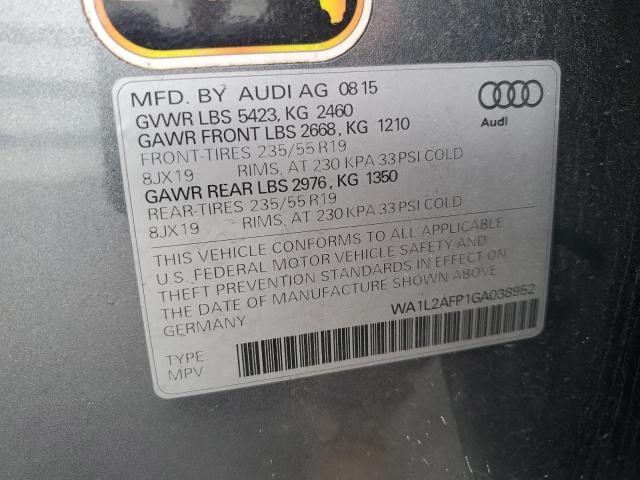 MFD. BY AUDI AG 08 15
GVWR LBS 5423, KG 2460
GAWR FRONT LBS 2668, KG 1210
FRONT-TIRES 235/55 R19
8JX19 RIMS, AT 230 KPA 33 PSI COLD
GAWR REAR LBS 2976, KG 1350
REAR-TIRES 235/55 R19
8JX19 RIMS, AT 230 KPA 33 PSI COLD
Audi
THIS VEHICLE CONFORMS TO ALL APPLICABLE
U.S. FEDERAL MOTOR VEHICLE SAFETY AND
THEFT PREVENTION STANDARDS IN EFFECT ON
THE DATE OF MANUFACTURE SHOWN ABOVE
GERMANY
WA1L2AFP1GA038952
TYPE:
MPV